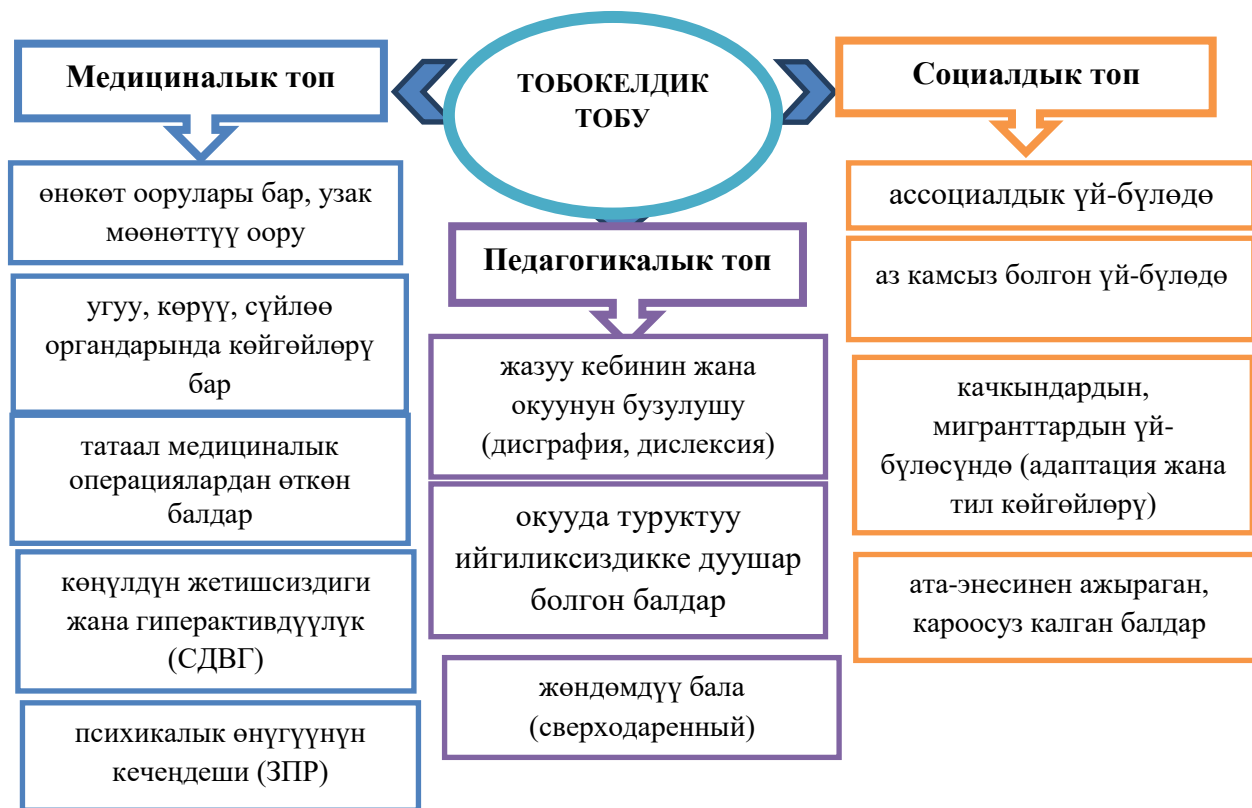 ТОБОКЕЛДИК
ТОБУ
Медициналык топ
өнөкөт оорулары бар, узак
мөөнөттүү оору
угуу, көрүү, сүйлөө
органдарында көйгөйлөрү
бар
татаал медициналык
операциялардан өткөн
балдар
көңүлдүн жетишсиздиги
жана гиперактивдүүлүк
(СДВГ)
психикалык өнүгүүнүн
кечеңдеши (ЗПР)
Педагогикалык топ
жазуу кебинин жана
окуунун бузулушу
(дисграфия, дислексия)
окууда туруктуу
ийгиликсиздикке дуушар
болгон балдар
жөндөмдүү бала
(сверходаренный)
Социалдык топ
ассоциалдык үй-бүлөдө
аз камсыз болгон үй-бүлөдө
качкындардын,
мигранттардын үй-
бүлөсүндө (адаптация жана
тил көйгөйлөрү)
ата-энесинен ажыраган,
кароосуз калган балдар